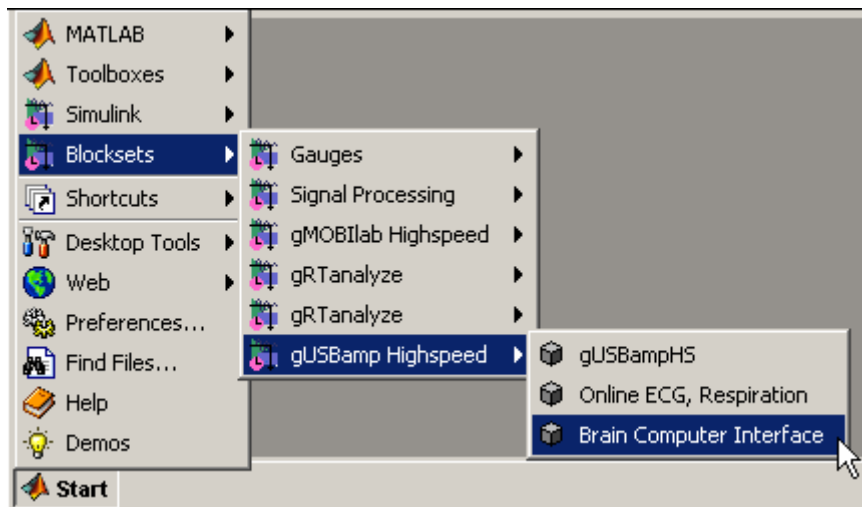 MATLAB
Toolboxes
Simulink
Blocksets
Shortcuts
Desktop Tools
Web
Preferences...
Find Files...
Help
Demos
Start
Gauges
Signal Processing
gMOBIlab Highspeed
gRTanalyze
gRTanalyze
gUSBamp Highspeed
gUSBampHS
Online ECG, Respiration
Brain Computer Interface